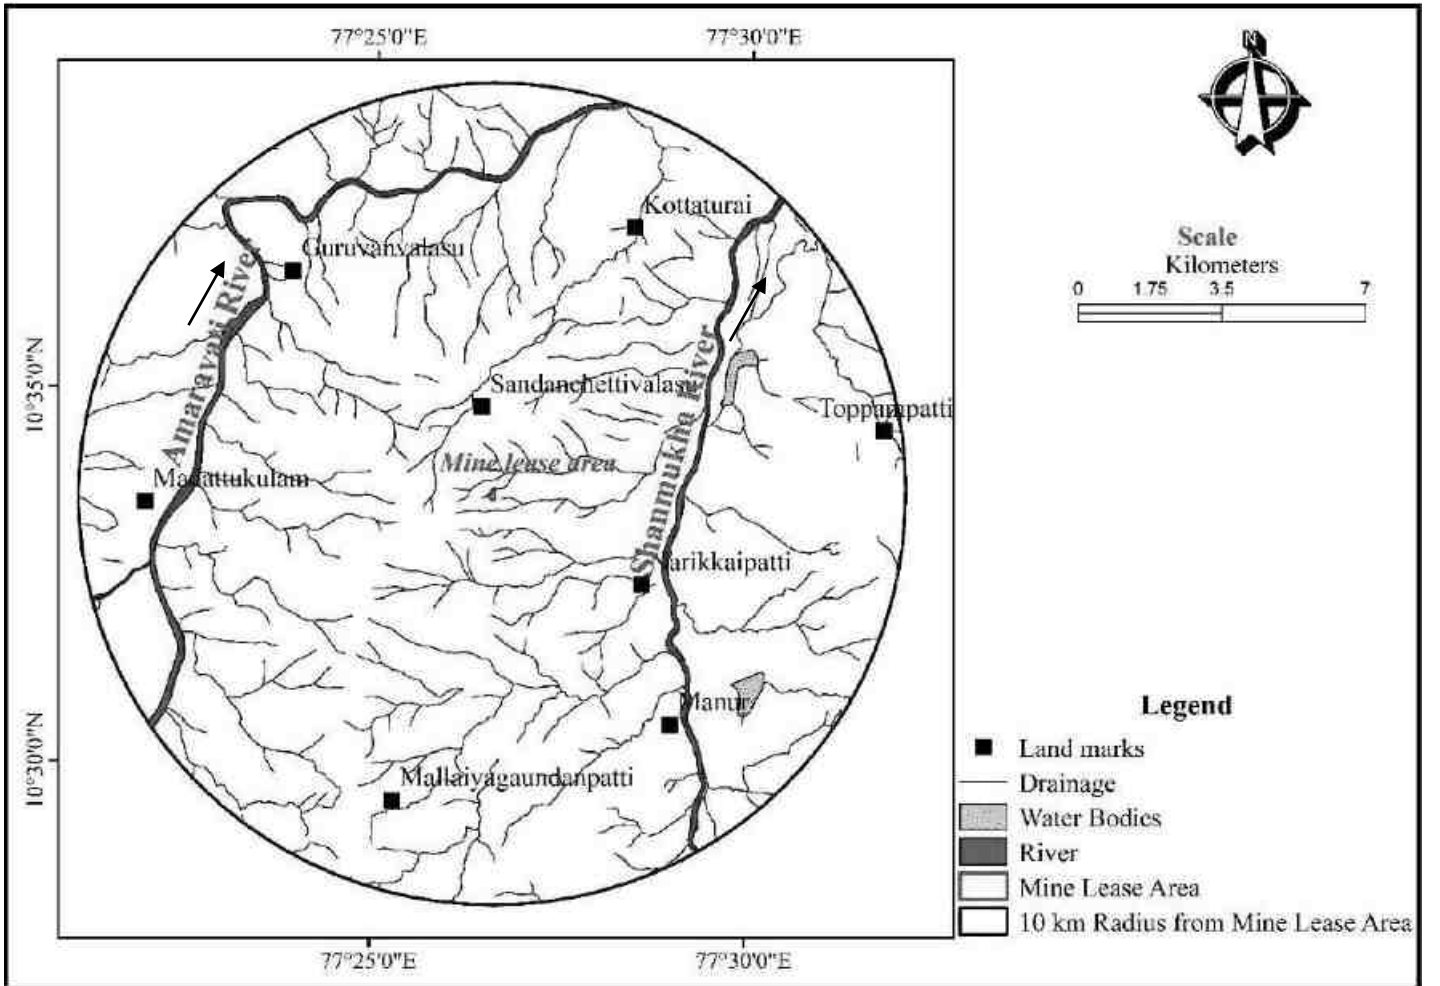 77°25'0"E
77°30'0"E
N
Kottaturai
Scale
Kilometers
0 1.75 3.5 7
Guruvanvalasu
Amaravati River
10°35'0"N
Sandanchettivalasu
Toppampatti
Mine lease area
Shanmukha River
Madattukulam
Narikkaipatti
Manur
Mallaiyagaundanpatti
10°30'0"N
Legend
Land marks
Drainage
Water Bodies
River
Mine Lease Area
10 km Radius from Mine Lease Area
77°25'0"E
77°30'0"E